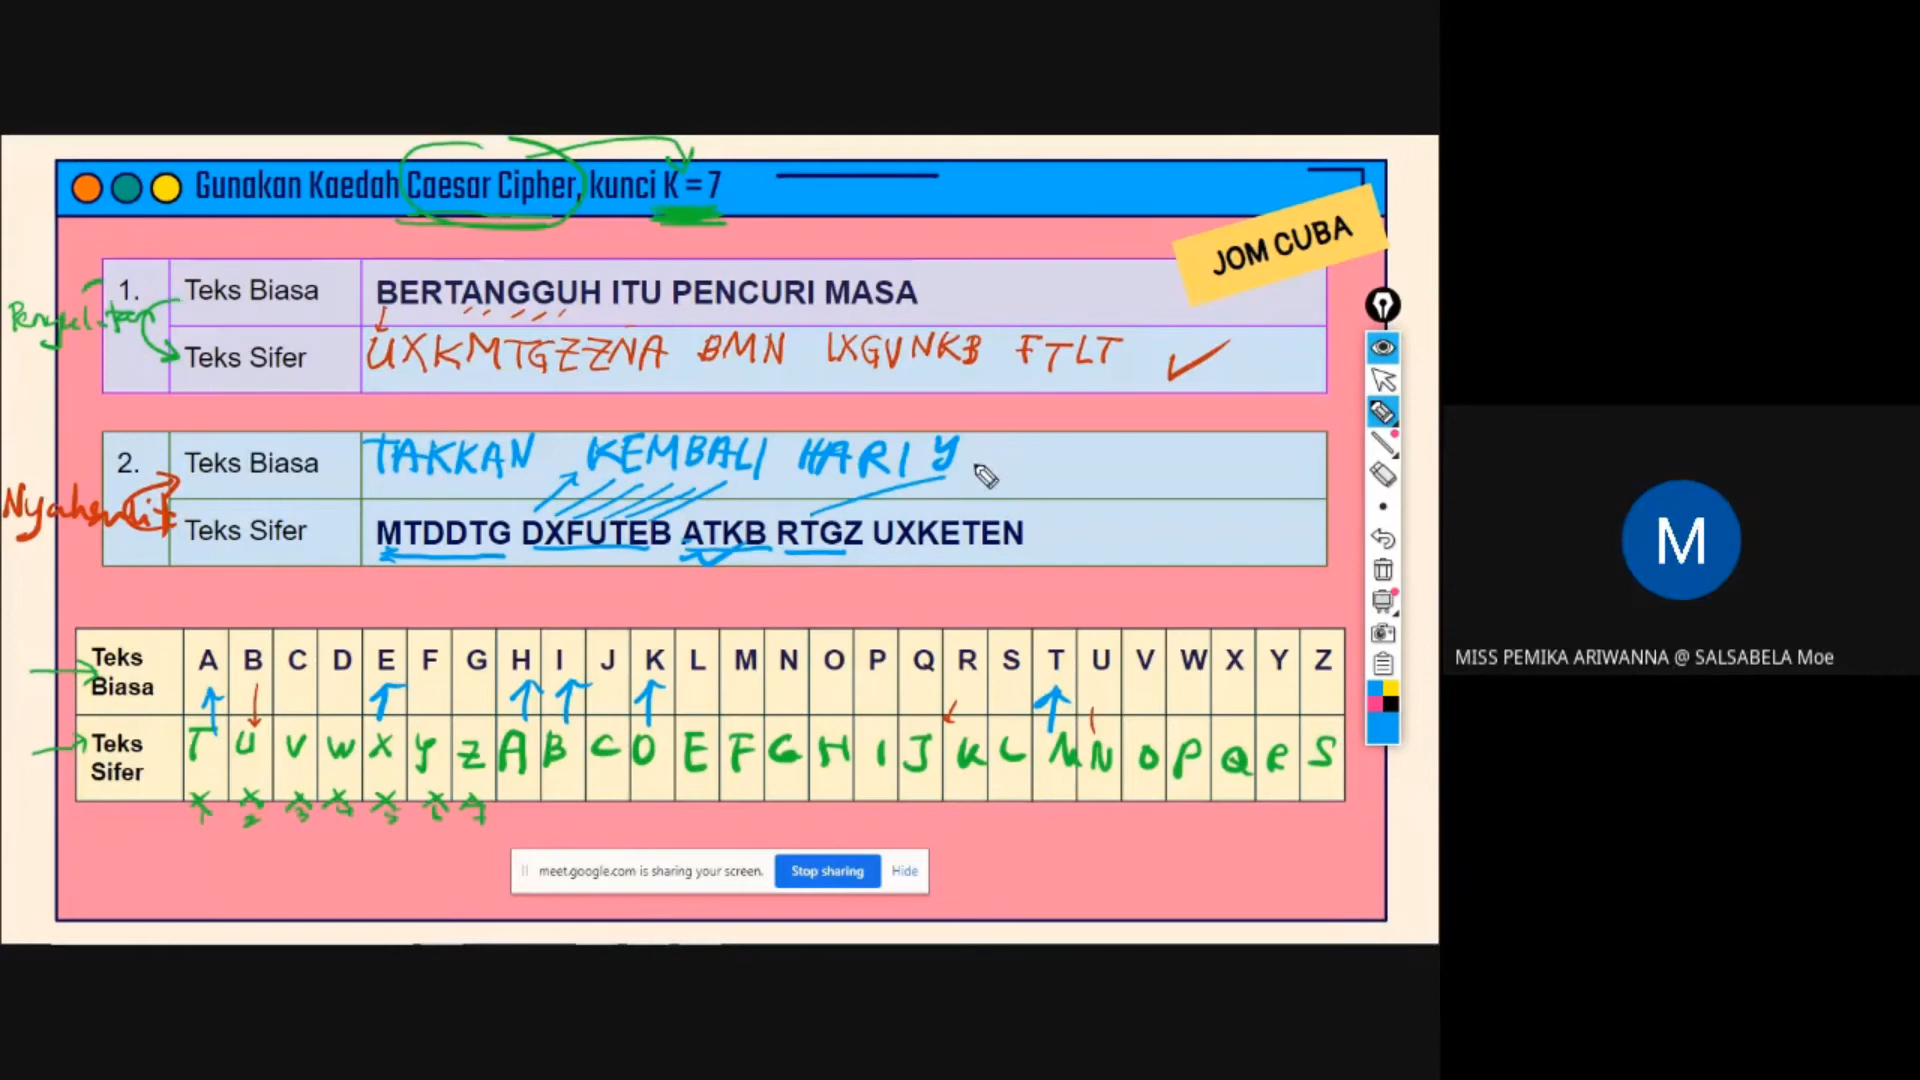 Gunakan Kaedah Caesar Cipher, kunci K = 7
JOM CUBA
1. Teks Biasa BERTANGGUH ITU PENCURI MASA
Teks Sifer UXKMTGZZNA BMN IXGVNKB FTLT
2. Teks Biasa TAKKAN KEMBALI HARI Y
Teks Sifer MTDDTG DXFUTEB ATKB RTGZ UXKETEN
Teks Biasa A B C D E F G H I J K L M N O P Q R S T U V W X Y Z
Teks Sifer T U V W X Y Z A B C D E F G H I J K L M N O P Q R S
meet.google.com is sharing your screen. Stop sharing Hide
M
MISS PEMIKA ARIWANNA @ SALSABELA Moe